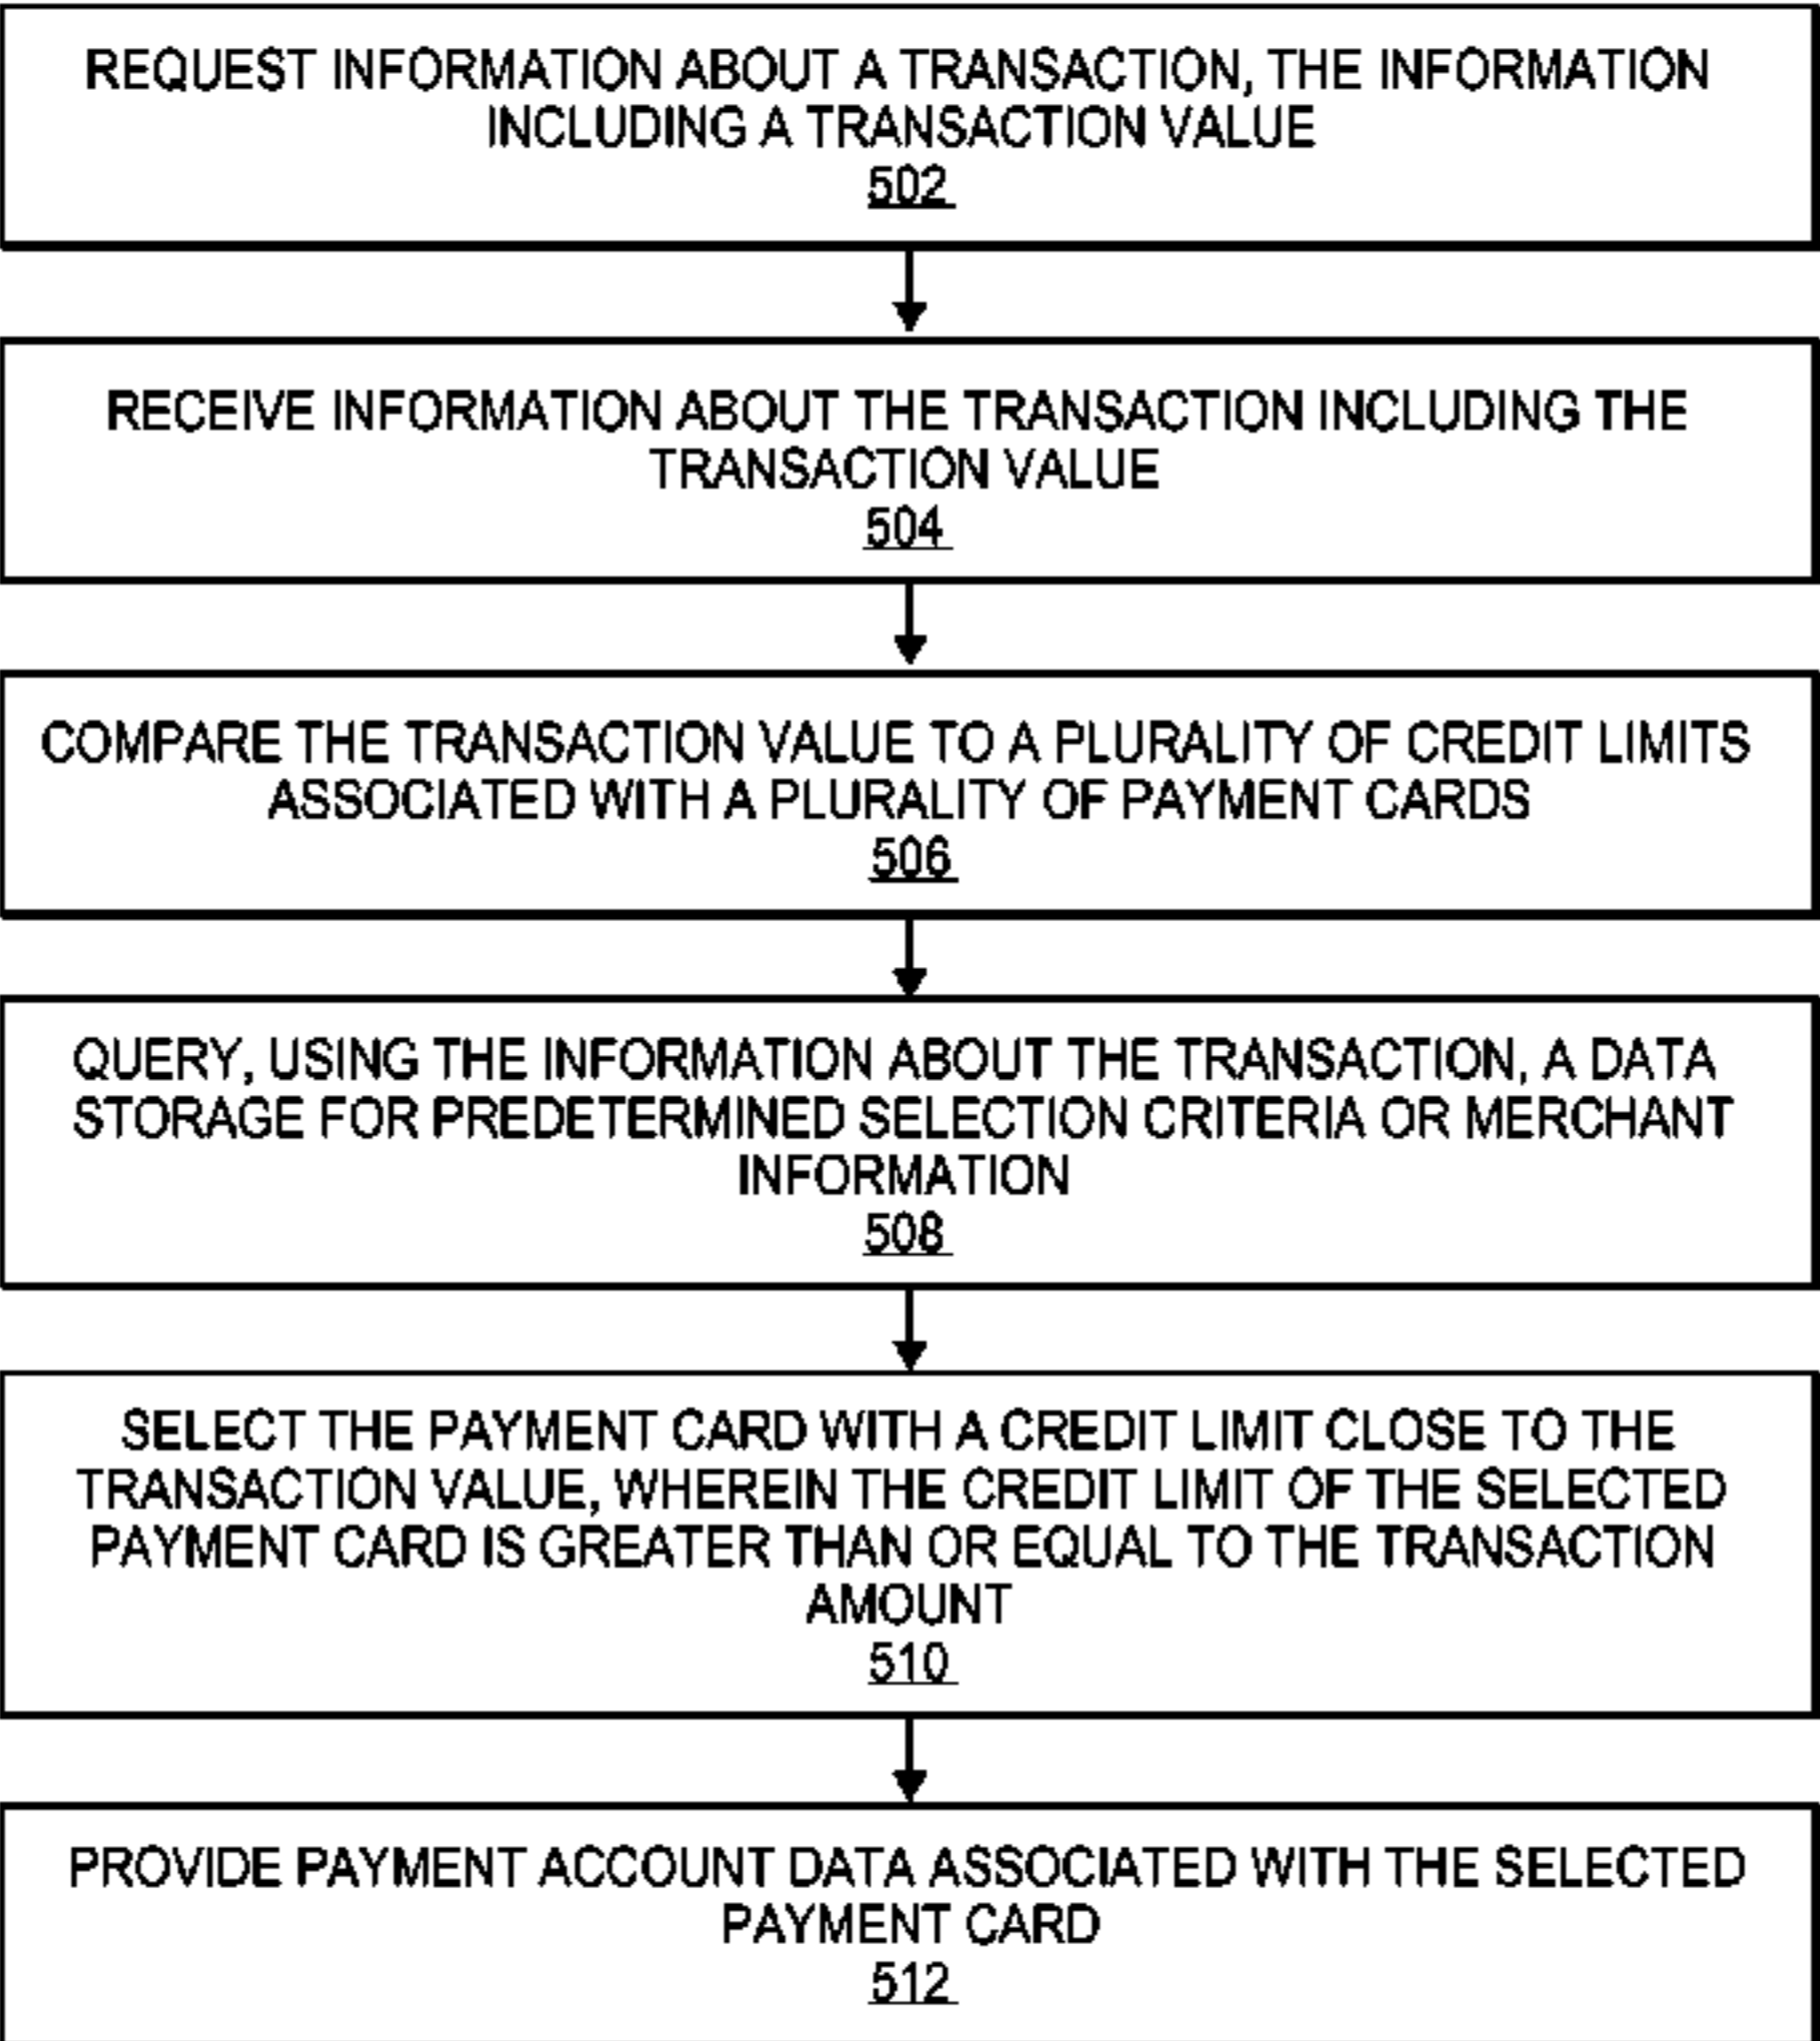 REQUEST INFORMATION ABOUT A TRANSACTION, THE INFORMATION
INCLUDING A TRANSACTION VALUE
502
RECEIVE INFORMATION ABOUT THE TRANSACTION INCLUDING THE
TRANSACTION VALUE
504
COMPARE THE TRANSACTION VALUE TO A PLURALITY OF CREDIT LIMITS
ASSOCIATED WITH A PLURALITY OF PAYMENT CARDS
506
QUERY, USING THE INFORMATION ABOUT THE TRANSACTION, A DATA
STORAGE FOR PREDETERMINED SELECTION CRITERIA OR MERCHANT
INFORMATION
508
SELECT THE PAYMENT CARD WITH A CREDIT LIMIT CLOSE TO THE
TRANSACTION VALUE, WHEREIN THE CREDIT LIMIT OF THE SELECTED
PAYMENT CARD IS GREATER THAN OR EQUAL TO THE TRANSACTION
AMOUNT
510
PROVIDE PAYMENT ACCOUNT DATA ASSOCIATED WITH THE SELECTED
PAYMENT CARD
512